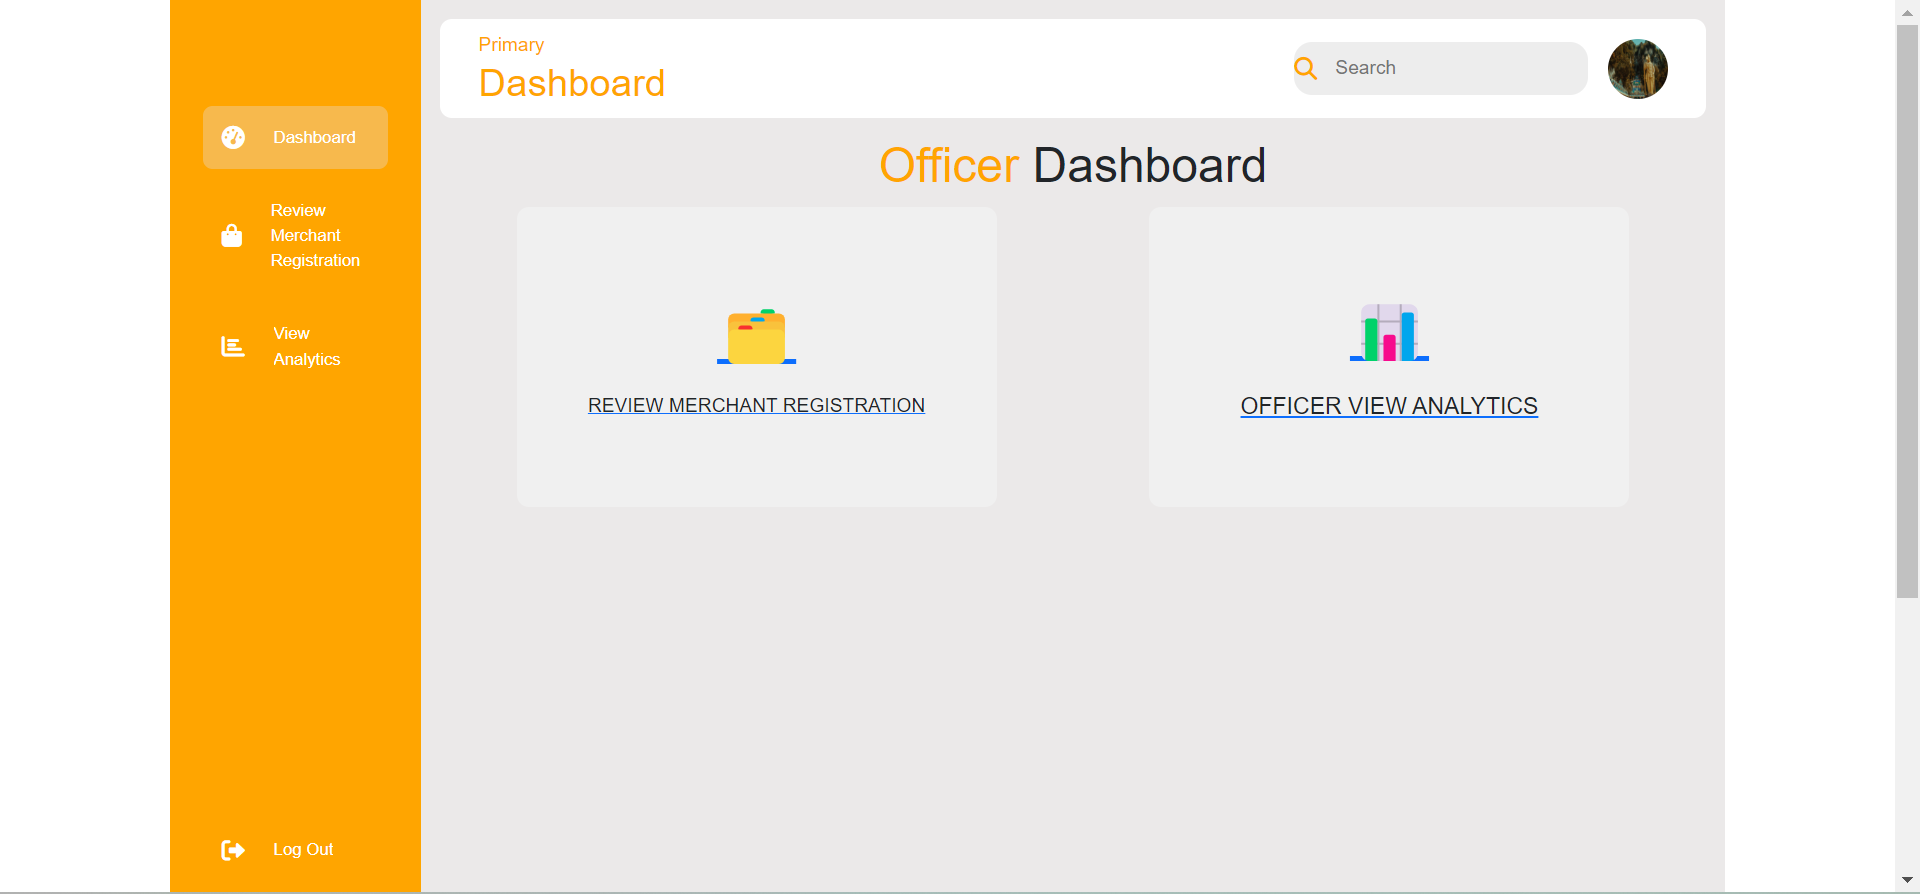 Primary
Dashboard
Search
Dashboard
Review
Merchant
Registration
View
Analytics
Log Out
Officer Dashboard
REVIEW MERCHANT REGISTRATION
OFFICER VIEW ANALYTICS